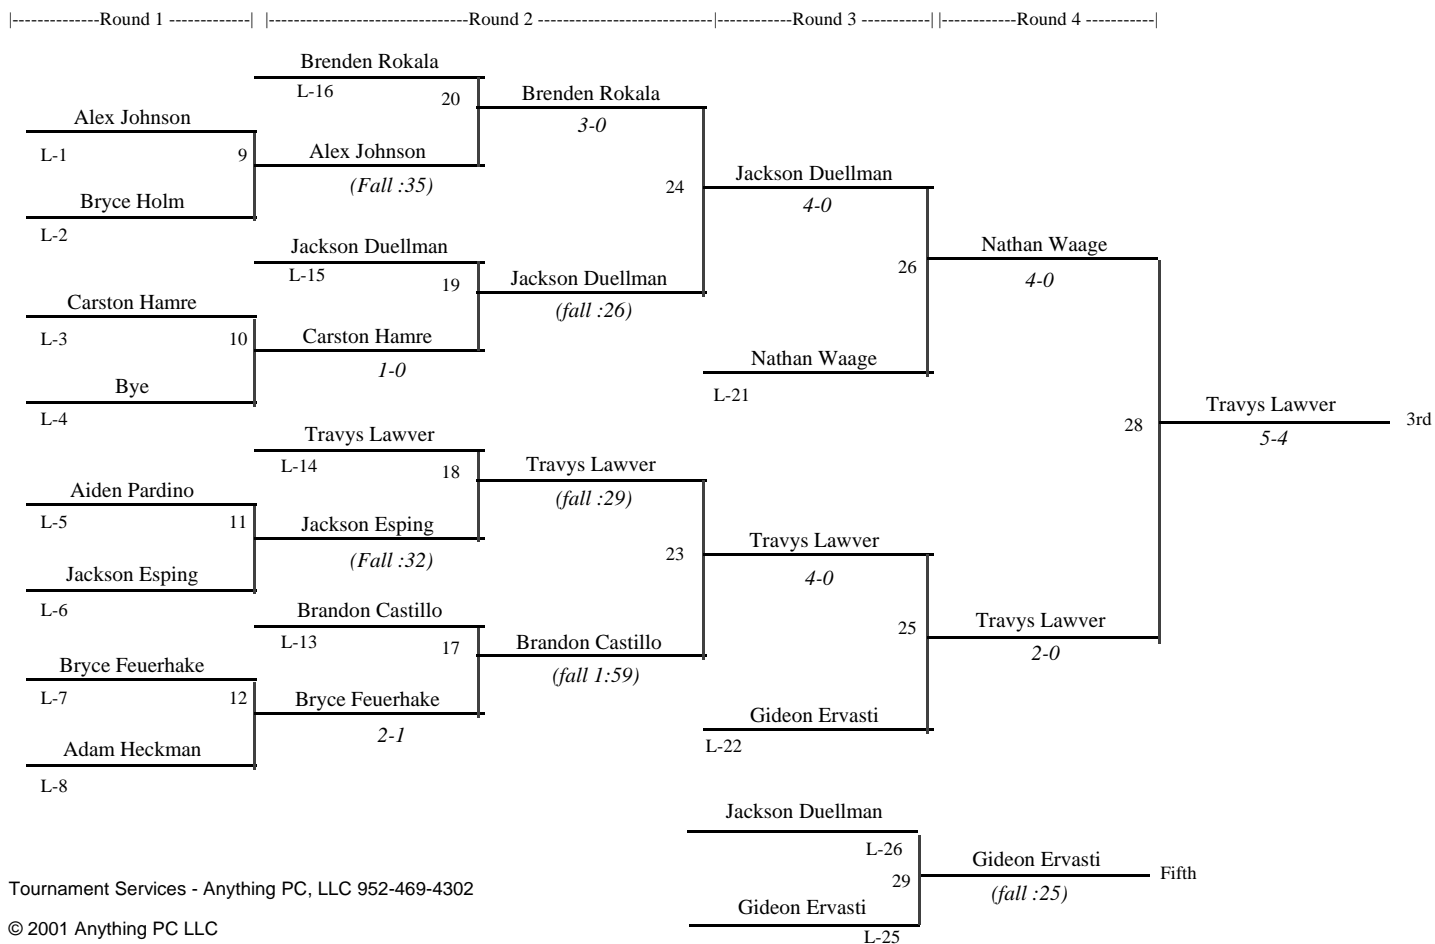 |--------------Round 1 --------------| |---------------------------------Round 2 -----------------------------|------------Round 3 -----------| |------------Round 4 -----------|
Brenden Rokala
L-16
20
Brenden Rokala
3-0
Alex Johnson
L-1
9
Alex Johnson
(Fall :35)
Bryce Holm
L-2
24
Jackson Duellman
4-0
Jackson Duellman
L-15
19
Jackson Duellman
(fall :26)
26
Nathan Waage
4-0
Carston Hamre
L-3
10
Carston Hamre
1-0
Bye
L-4
Nathan Waage
L-21
28
Travys Lawver
5-4
3rd
Travys Lawver
L-14
18
Travys Lawver
(fall :29)
Aiden Pardino
L-5
11
Jackson Esping
(Fall :32)
Jackson Esping
L-6
23
Travys Lawver
4-0
Brandon Castillo
L-13
17
Brandon Castillo
(fall 1:59)
25
Travys Lawver
2-0
Bryce Feuerhake
L-7
12
Bryce Feuerhake
2-1
Adam Heckman
L-8
Gideon Ervasti
L-22
Jackson Duellman
L-26
29
Gideon Ervasti
(fall :25)
Fifth
Gideon Ervasti
L-25
Tournament Services - Anything PC, LLC 952-469-4302
© 2001 Anything PC LLC